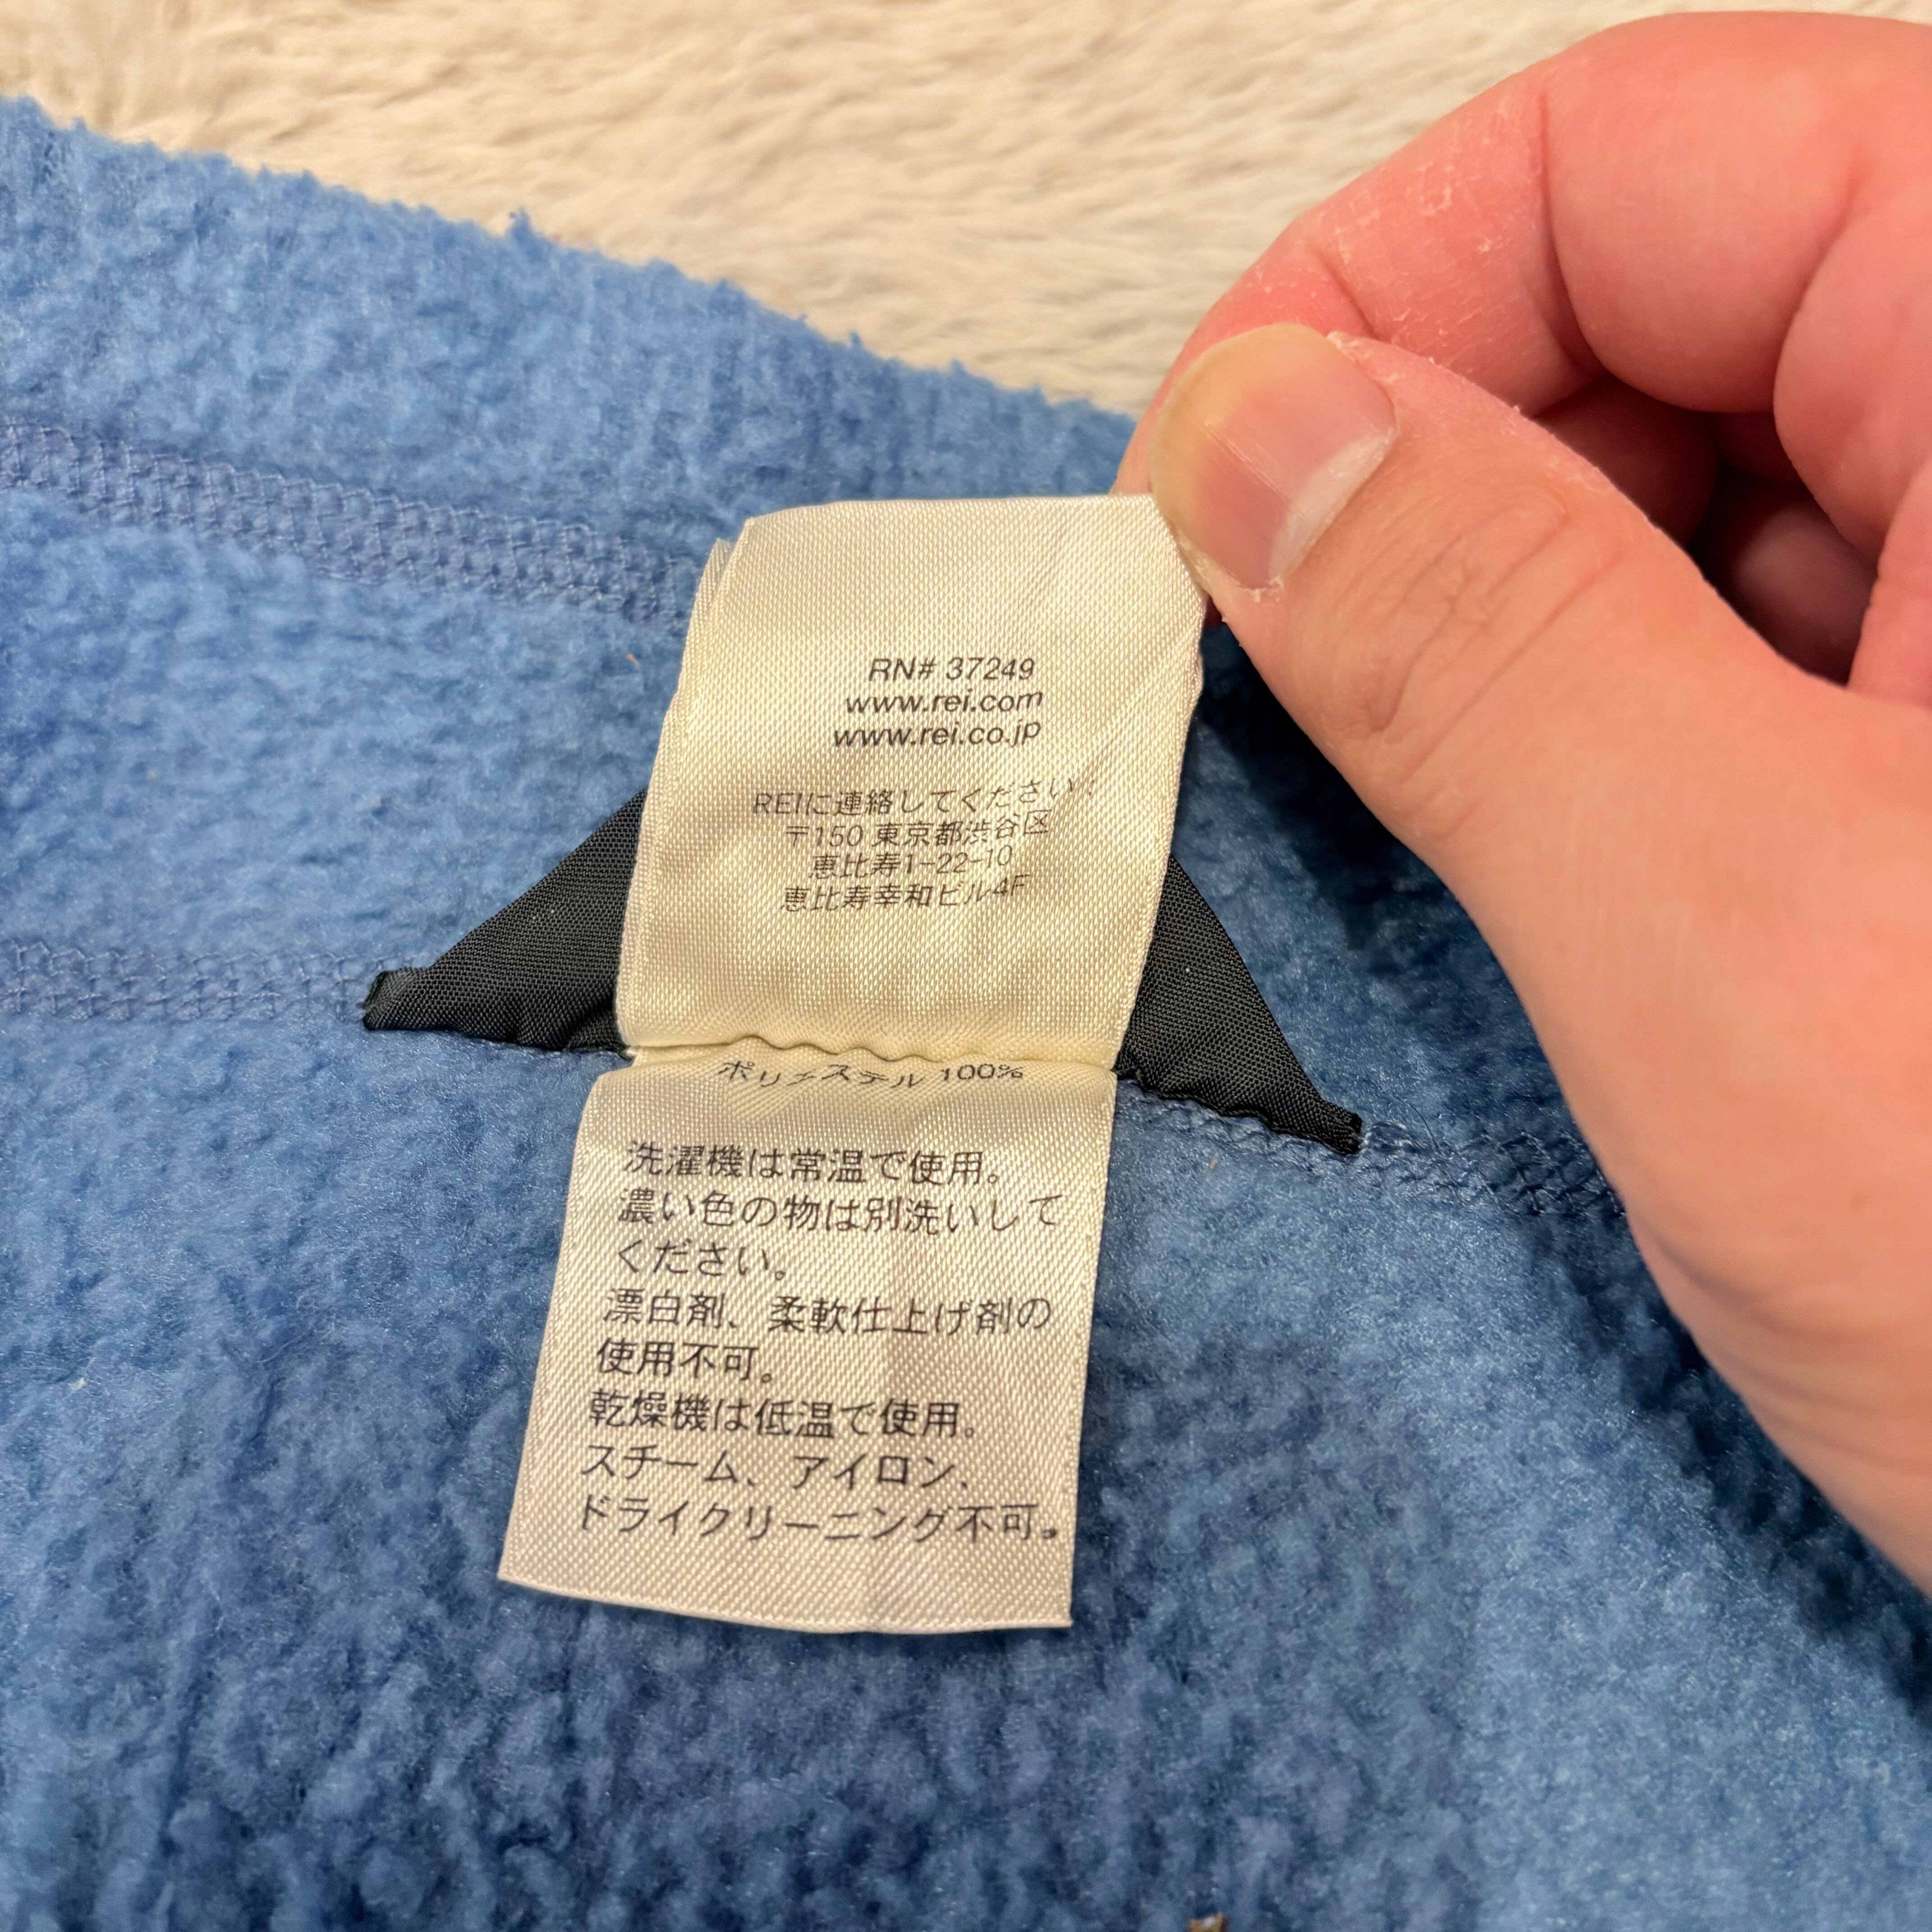 RN# 37249
www.rei.com
www.rei.co.jp
REIに連絡してください:
〒150 東京都渋谷区
恵比寿1-22-10
恵比寿幸和ビル4F
ポリエステル 100%
洗濯機は常温で使用。
濃い色の物は別洗いして
ください。
漂白剤、柔軟仕上げ剤の
使用不可。
乾燥機は低温で使用。
スチーム、アイロン、
ドライクリーニング不可。